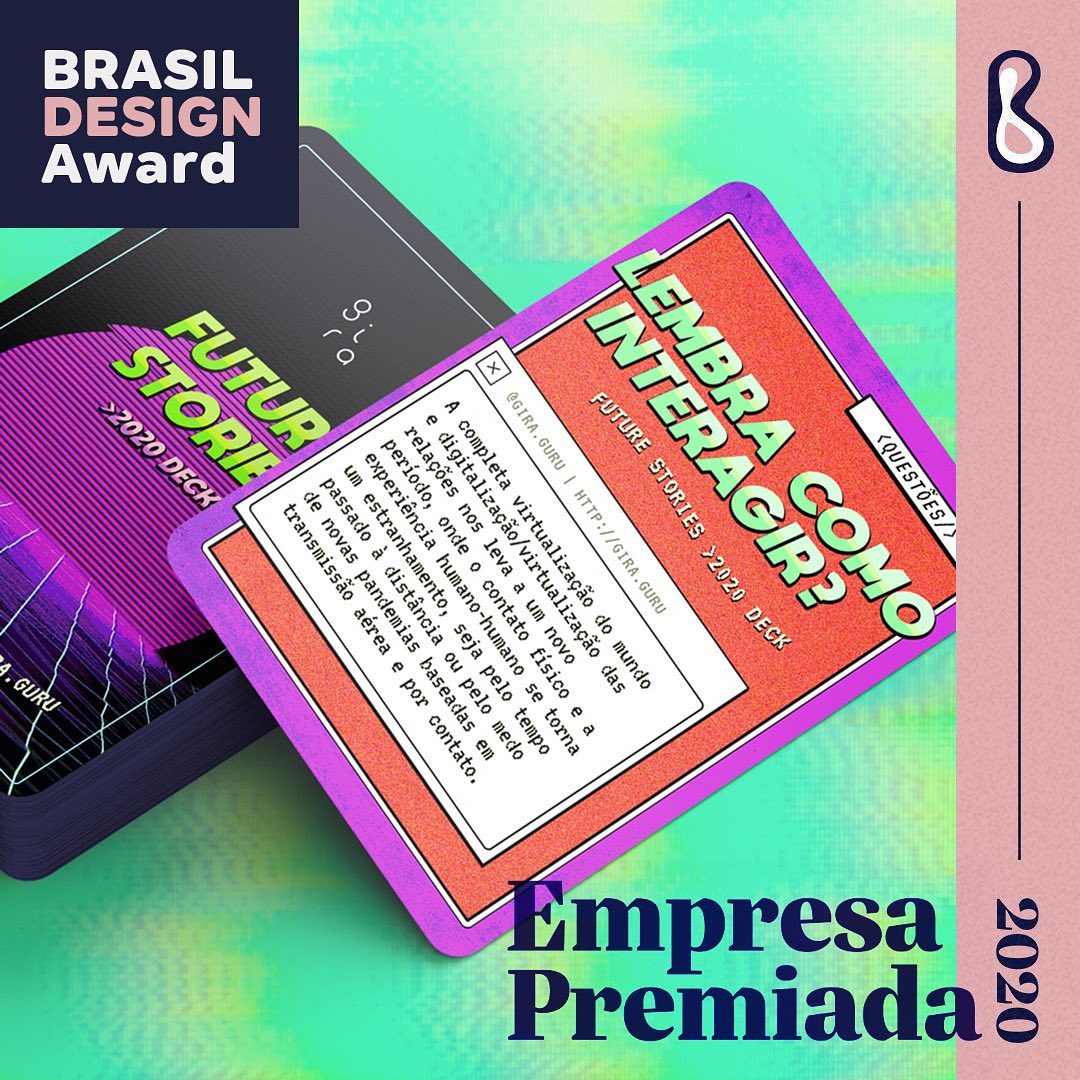 BRASIL
DESIGN
Award
gi
ra
FUTUR
STORIE
>2020 DECK
RA.GURU
<QUESTÕES/>
LEMBRA COMO
INTERAGIR?
FUTURE STORIES >2020 DECK
X
@GIRA.GURU | HTTP://GIRA.GURU
A completa virtualização do mundo
e digitalização/virtualização das
relações nos leva a um novo
período, onde o contato físico e a
experiência humano-humano se torna
um estranhamento, seja pelo tempo
passado à distância ou pelo medo
de novas pandemias baseadas em
transmissão aérea e por contato.
Empresa
Premiada
2020